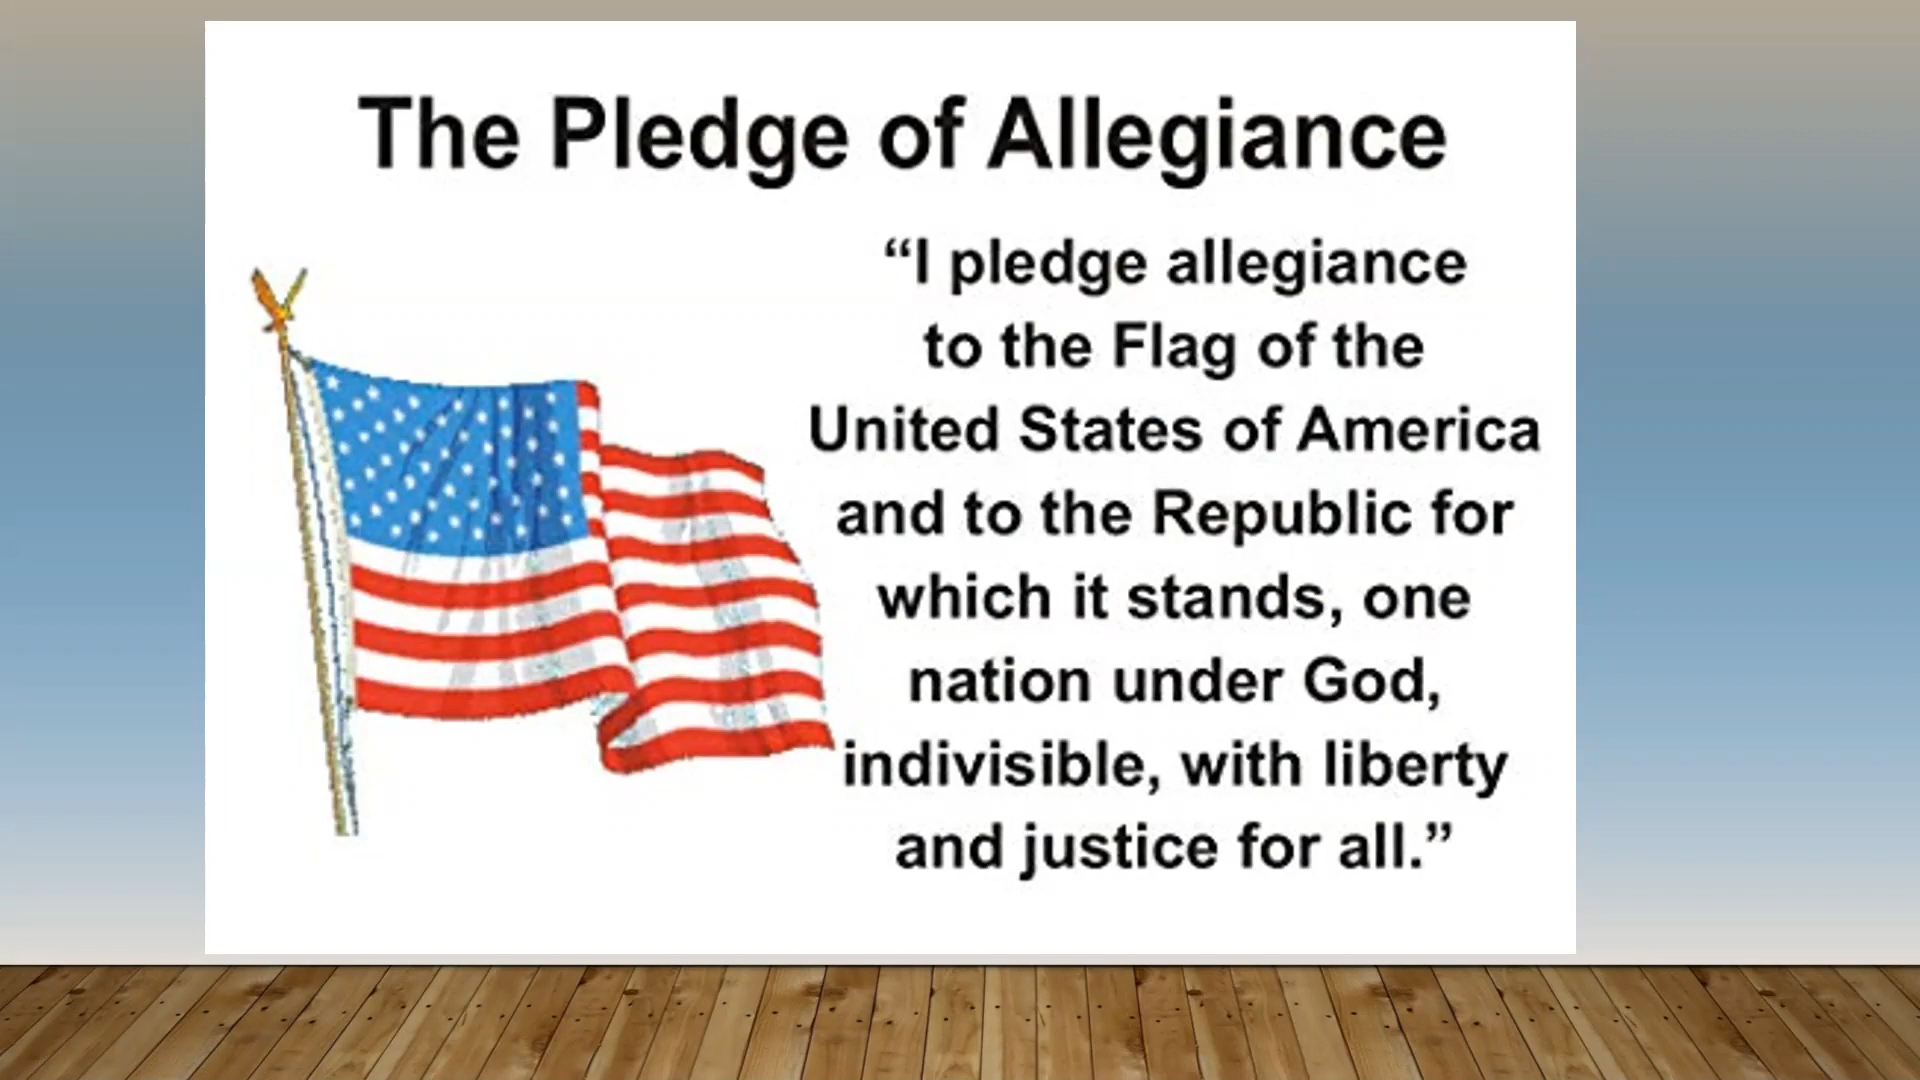 The Pledge of Allegiance
“I pledge allegiance
to the Flag of the
United States of America
and to the Republic for
which it stands, one
nation under God,
indivisible, with liberty
and justice for all.”